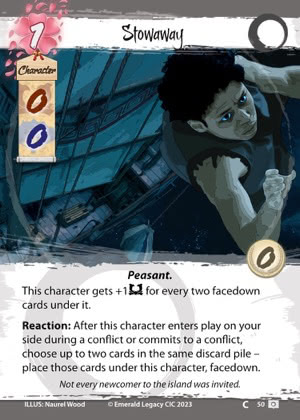 1
Stowaway
Character
0
0
0
Peasant.
This character gets +1 for every two facedown
cards under it.
Reaction: After this character enters play on your
side during a conflict or commits to a conflict,
choose up to two cards in the same discard pile –
place those cards under this character, facedown.
Not every newcomer to the island was invited.
ILLUS: Naurel Wood © Emerald Legacy CIC 2023 C 50